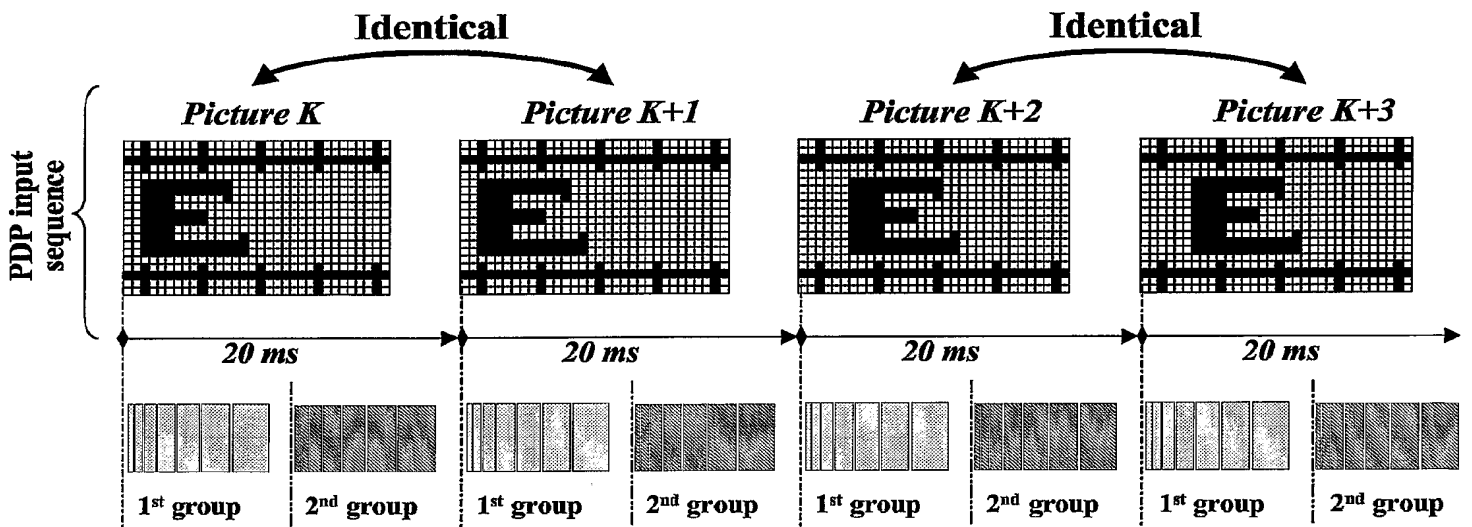 Identical Identical
Picture K Picture K+1 Picture K+2 Picture K+3
PDP input
sequence
E E E E
20 ms 20 ms 20 ms 20 ms
1st group 2nd group 1st group 2nd group 1st group 2nd group 1st group 2nd group